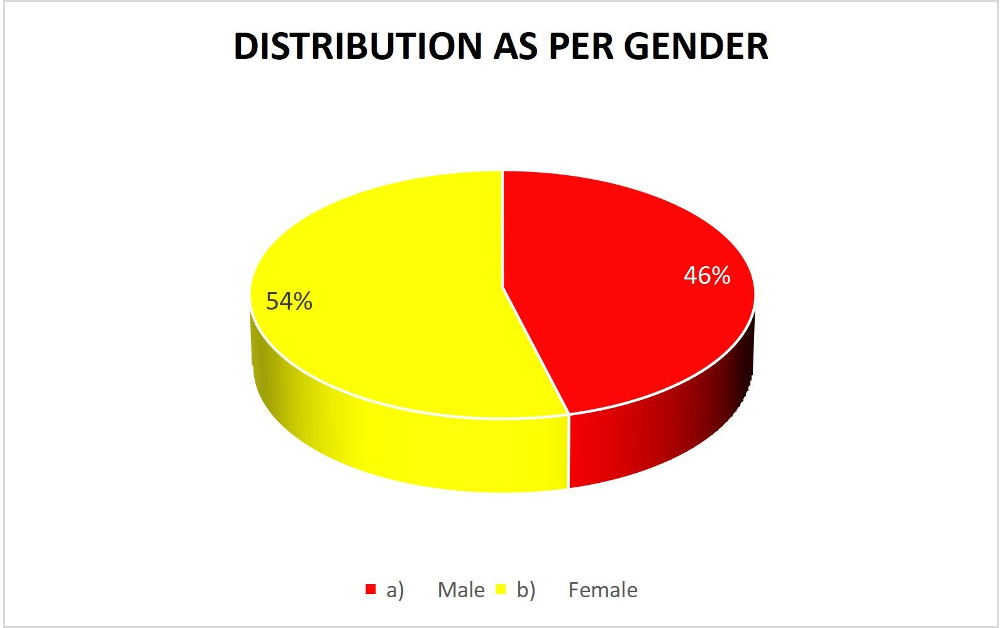 DISTRIBUTION AS PER GENDER
46%
54%
a) Male b) Female